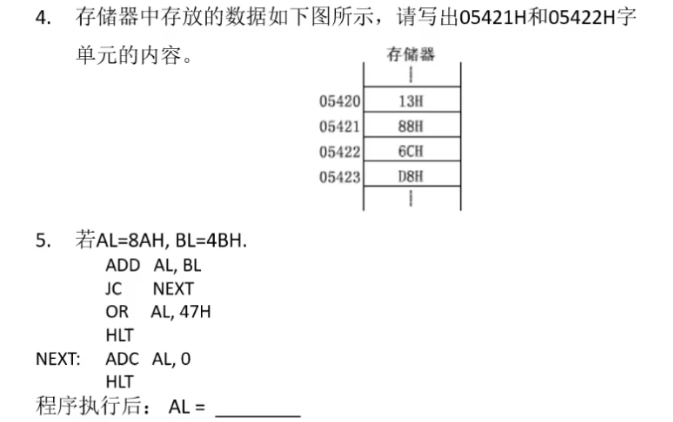 4. 存储器中存放的数据如下图所示，请写出05421H和05422H字
单元的内容。
存储器
05420 13H
05421 88H
05422 6CH
05423 D8H
5. 若AL=8AH, BL=4BH.
ADD AL, BL
JC NEXT
OR AL, 47H
HLT
NEXT: ADC AL, 0
HLT
程序执行后： AL = ________